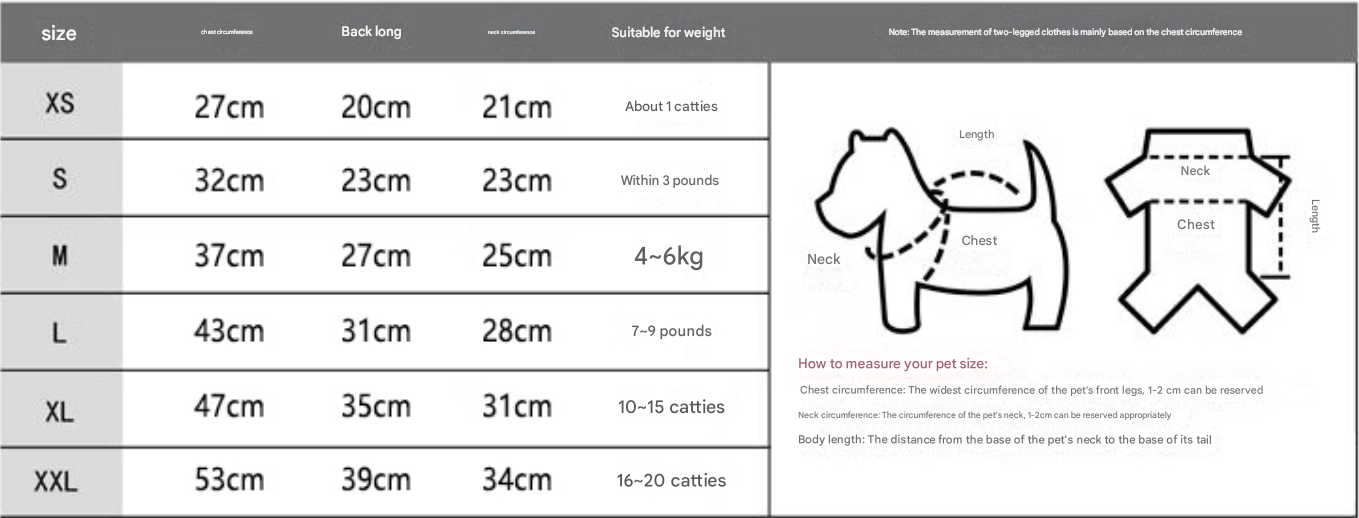 size chest circumference Back long neck circumference Suitable for weight Note: The measurement of two-legged clothes is mainly based on the chest circumference
XS 27cm 20cm 21cm About 1 catties
S 32cm 23cm 23cm Within 3 pounds
M 37cm 27cm 25cm 4~6kg
L 43cm 31cm 28cm 7~9 pounds
XL 47cm 35cm 31cm 10~15 catties
XXL 53cm 39cm 34cm 16~20 catties
Length
Chest
Neck
Neck
Chest
Length
How to measure your pet size:
Chest circumference: The widest circumference of the pet's front legs, 1-2 cm can be reserved
Neck circumference: The circumference of the pet's neck, 1-2cm can be reserved appropriately
Body length: The distance from the base of the pet's neck to the base of its tail